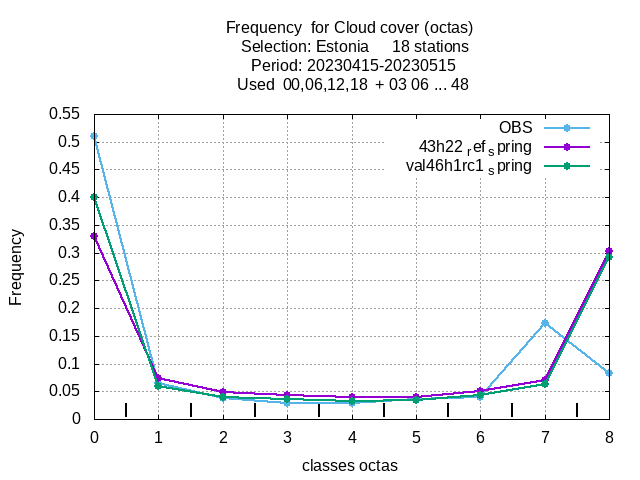 Frequency  for Cloud cover (octas)
Selection: Estonia     18 stations
Period: 20230415-20230515
Used  00,06,12,18  + 03 06 ... 48
OBS
43h22 ref spring
val46h1rc1 spring
Frequency
0.55
0.5
0.45
0.4
0.35
0.3
0.25
0.2
0.15
0.1
0.05
0
0 1 2 3 4 5 6 7 8
classes octas